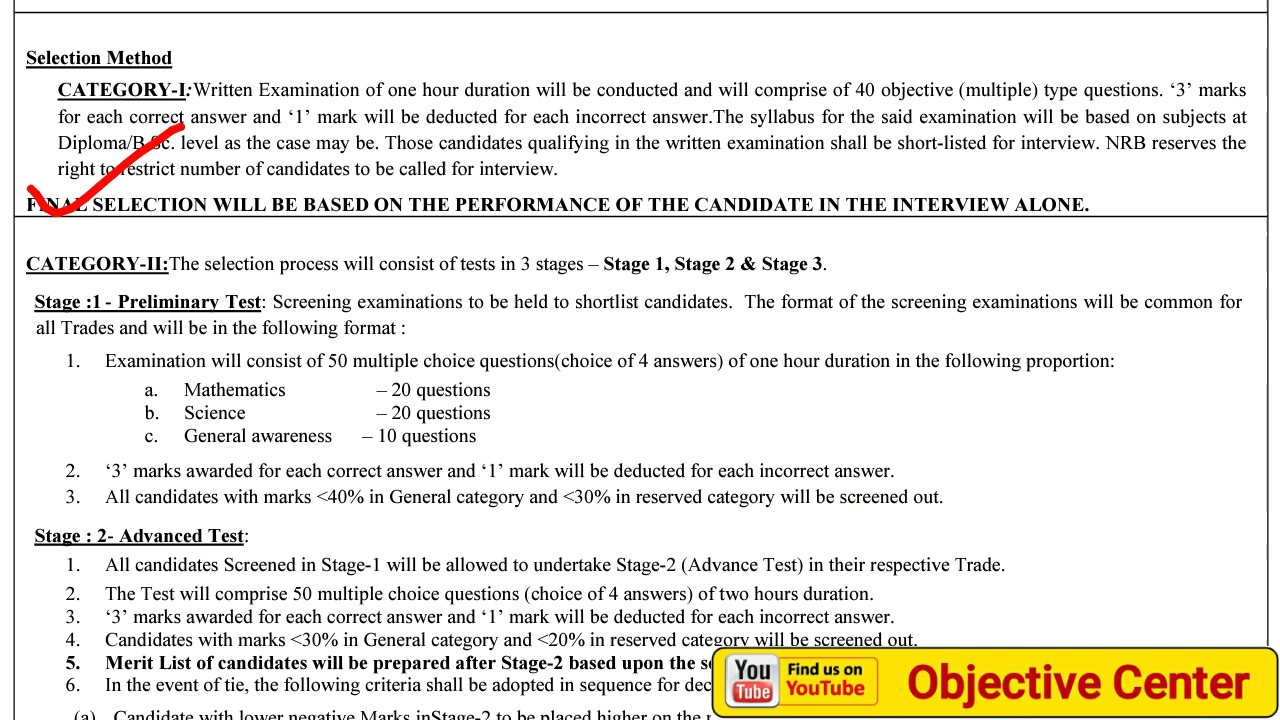 Selection Method
CATEGORY-I:Written Examination of one hour duration will be conducted and will comprise of 40 objective (multiple) type questions. ‘3’ marks
for each correct answer and ‘1’ mark will be deducted for each incorrect answer.The syllabus for the said examination will be based on subjects at
Diploma/B.Sc. level as the case may be. Those candidates qualifying in the written examination shall be short-listed for interview. NRB reserves the
right to restrict number of candidates to be called for interview.
FINAL SELECTION WILL BE BASED ON THE PERFORMANCE OF THE CANDIDATE IN THE INTERVIEW ALONE.
CATEGORY-II:The selection process will consist of tests in 3 stages – Stage 1, Stage 2 & Stage 3.
Stage :1 - Preliminary Test: Screening examinations to be held to shortlist candidates. The format of the screening examinations will be common for
all Trades and will be in the following format :
1. Examination will consist of 50 multiple choice questions(choice of 4 answers) of one hour duration in the following proportion:
a. Mathematics – 20 questions
b. Science – 20 questions
c. General awareness – 10 questions
2. ‘3’ marks awarded for each correct answer and ‘1’ mark will be deducted for each incorrect answer.
3. All candidates with marks <40% in General category and <30% in reserved category will be screened out.
Stage : 2- Advanced Test:
1. All candidates Screened in Stage-1 will be allowed to undertake Stage-2 (Advance Test) in their respective Trade.
2. The Test will comprise 50 multiple choice questions (choice of 4 answers) of two hours duration.
3. ‘3’ marks awarded for each correct answer and ‘1’ mark will be deducted for each incorrect answer.
4. Candidates with marks <30% in General category and <20% in reserved category will be screened out.
5. Merit List of candidates will be prepared after Stage-2 based upon the
6. In the event of tie, the following criteria shall be adopted in sequence for
(a) Candidate with lower negative Marks inStage-2 to be placed higher on the
You
Tube
Find us on
YouTube
Objective Center